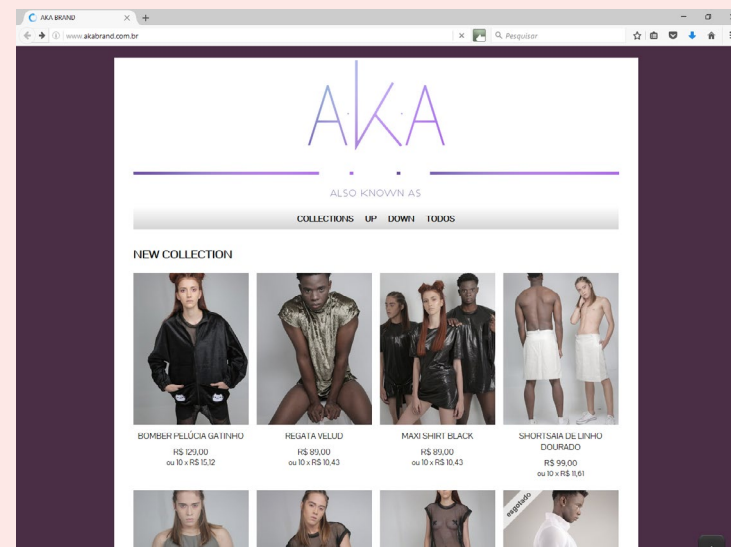 AKA BRAND
www.akabrand.com.br
Pesquisar
A·K·A
ALSO KNOWN AS
COLLECTIONS UP DOWN TODOS
NEW COLLECTION
BOMBER PELÚCIA GATINHO
R$ 129,00
ou 10 x R$ 15,12
REGATA VELUD
R$ 89,00
ou 10 x R$ 10,43
MAXI SHIRT BLACK
R$ 89,00
ou 10 x R$ 10,43
SHORTSAIA DE LINHO
DOURADO
R$ 99,00
ou 10 x R$ 11,61
esgotado